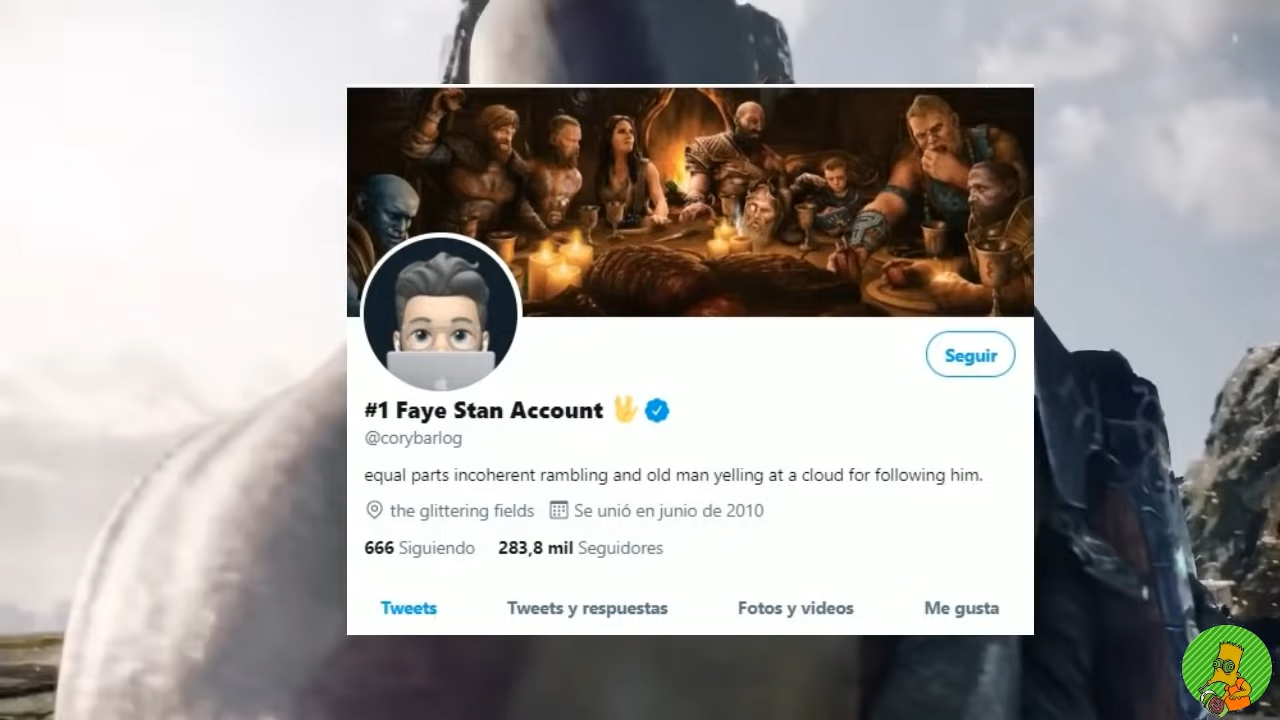 Seguir
#1 Faye Stan Account 🖖
@corybarlog
equal parts incoherent rambling and old man yelling at a cloud for following him.
the glittering fields Se unió en junio de 2010
666 Siguiendo 283,8 mil Seguidores
Tweets Tweets y respuestas Fotos y videos Me gusta